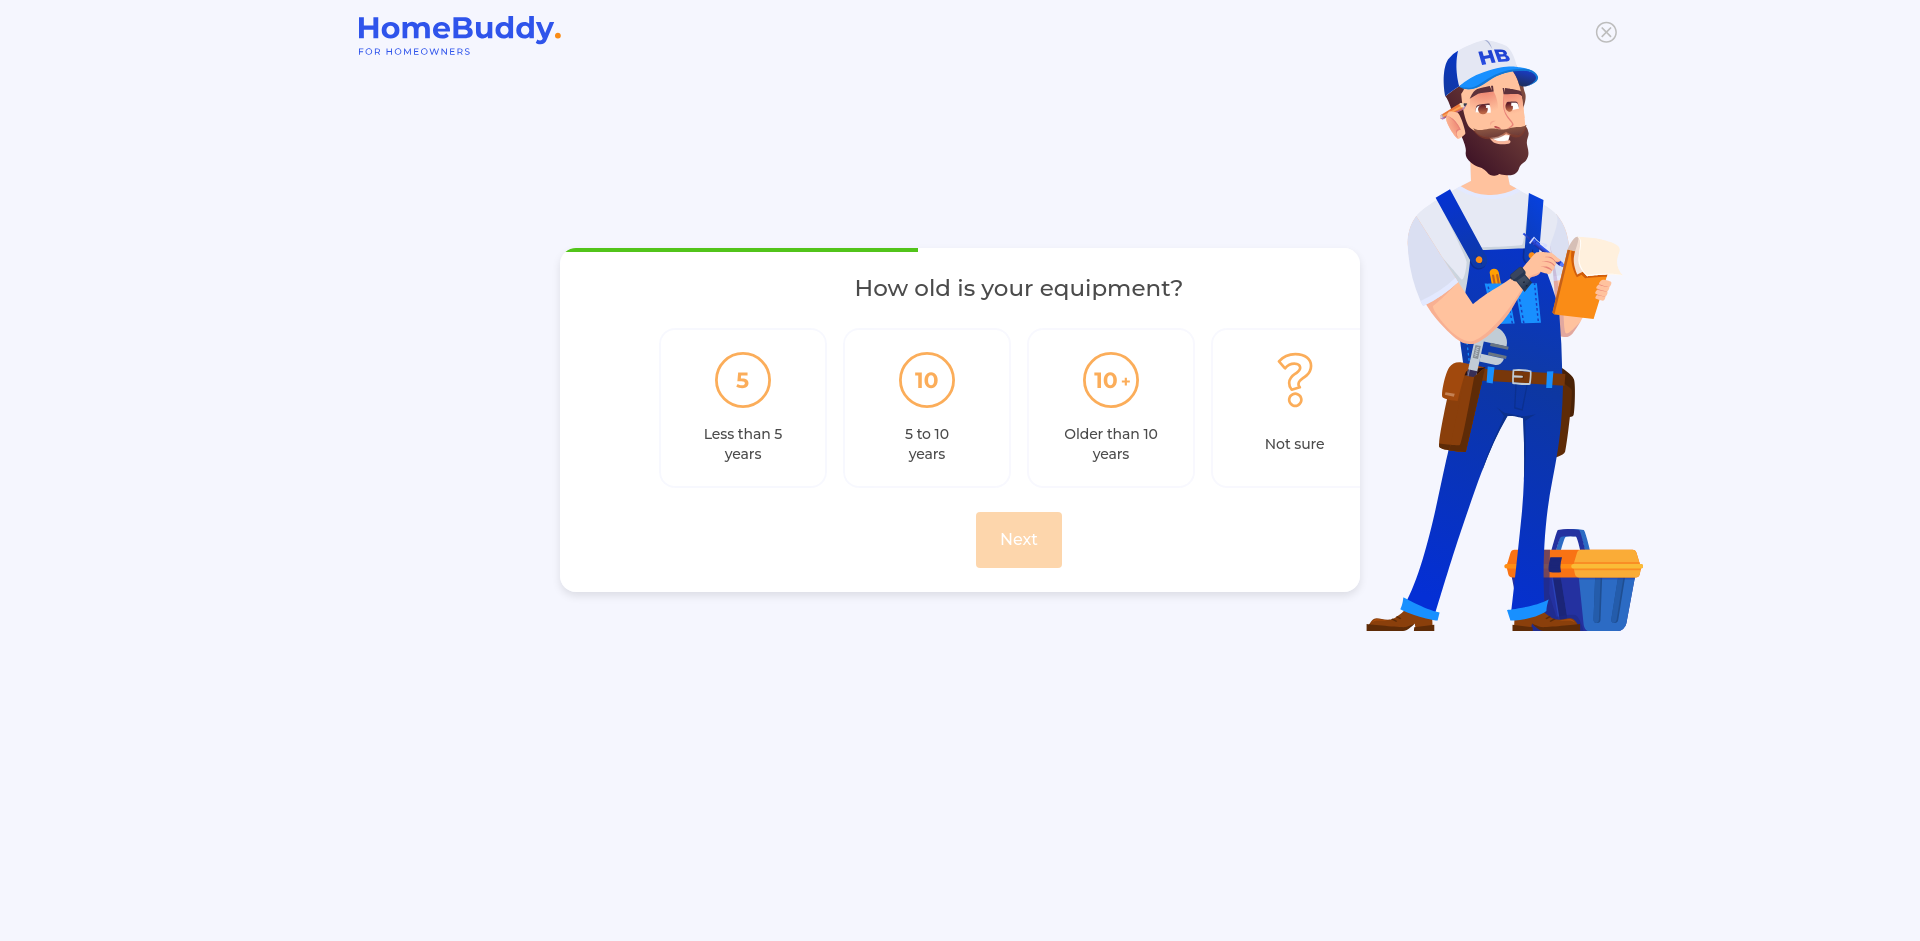 HomeBuddy.
FOR HOMEOWNERS
HB
How old is your equipment?
5
Less than 5
years
10
5 to 10
years
10+
Older than 10
years
?
Not sure
Next